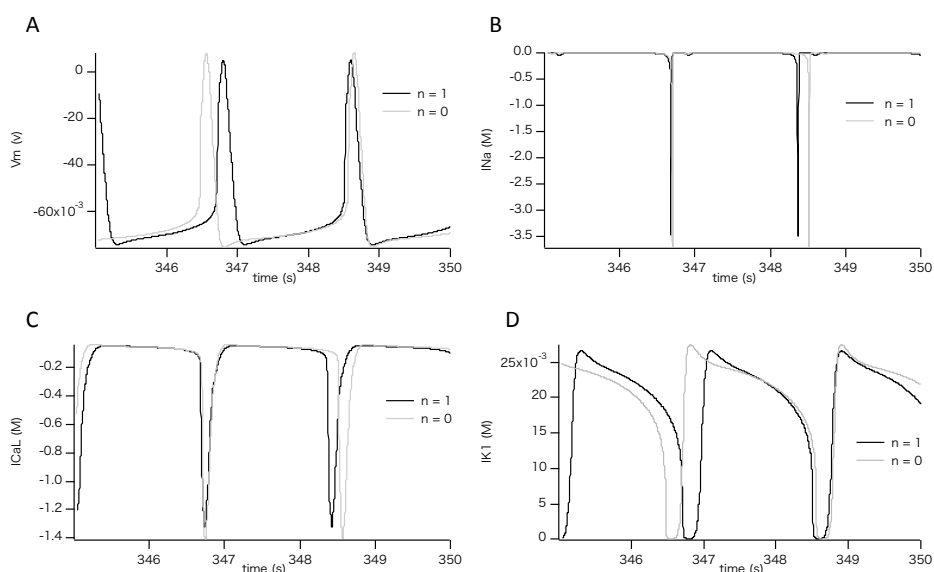 A
Vm (v)
0
-20
-40
-60x10⁻³
346
347
348
349
350
time (s)
n = 1
n = 0
B
INa (M)
0.0
-0.5
-1.0
-1.5
-2.0
-2.5
-3.0
-3.5
346
347
348
349
350
time (s)
n = 1
n = 0
C
ICaL (M)
-0.2
-0.4
-0.6
-0.8
-1.0
-1.2
-1.4
346
347
348
349
350
time (s)
n = 1
n = 0
D
IK1 (M)
25x10⁻³
20
15
10
5
0
346
347
348
349
350
time (s)
n = 1
n = 0